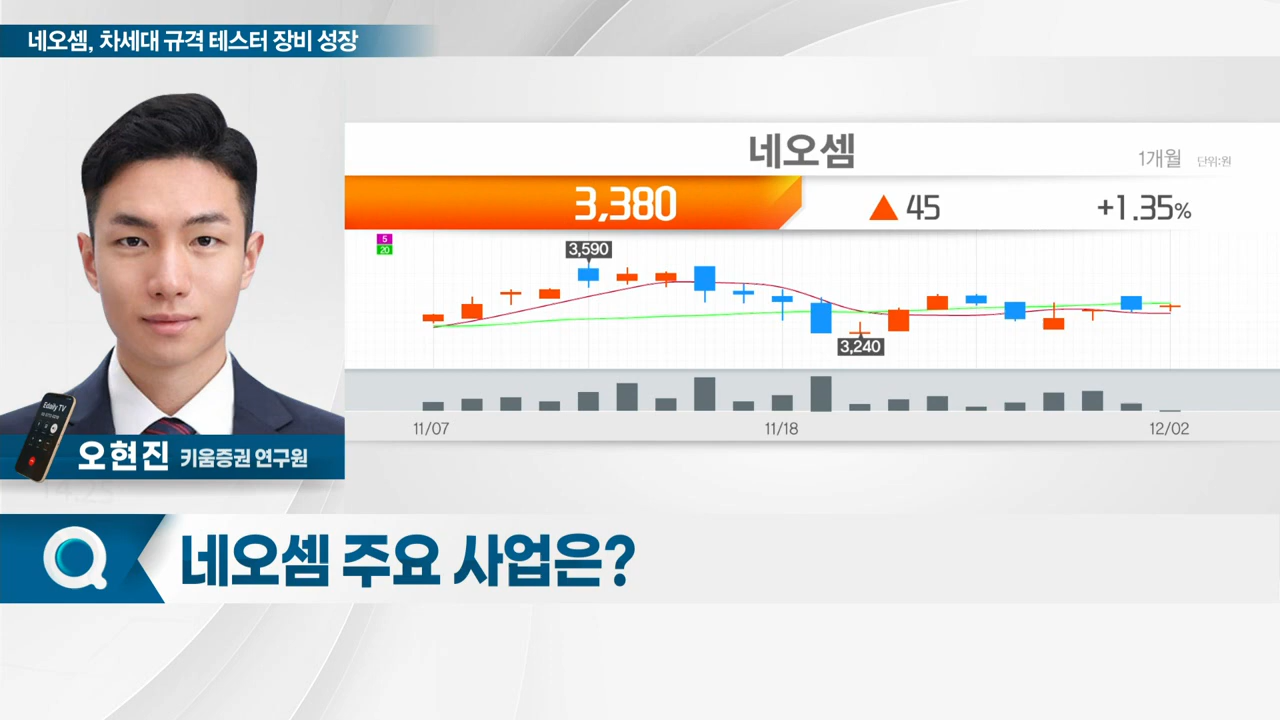 네오셈, 차세대 규격 테스터 장비 성장
네오셈
1개월 단위:원
3,380 ▲ 45 +1.35%
5
20
3,590
3,240
11/07 11/18 12/02
Edaily TV
오현진 키움증권 연구원
네오셈 주요 사업은?